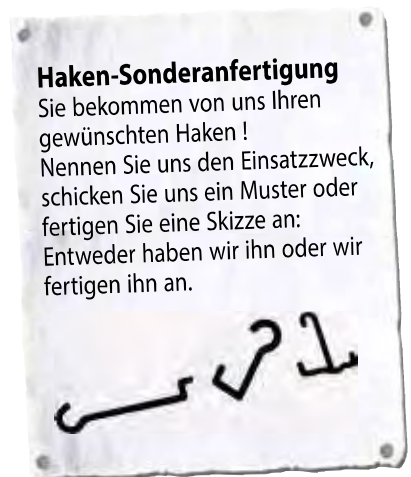 Haken-Sonderanfertigung
Sie bekommen von uns Ihren
gewünschten Haken !
Nennen Sie uns den Einsatzzweck,
schicken Sie uns ein Muster oder
fertigen Sie eine Skizze an:
Entweder haben wir ihn oder wir
fertigen ihn an.